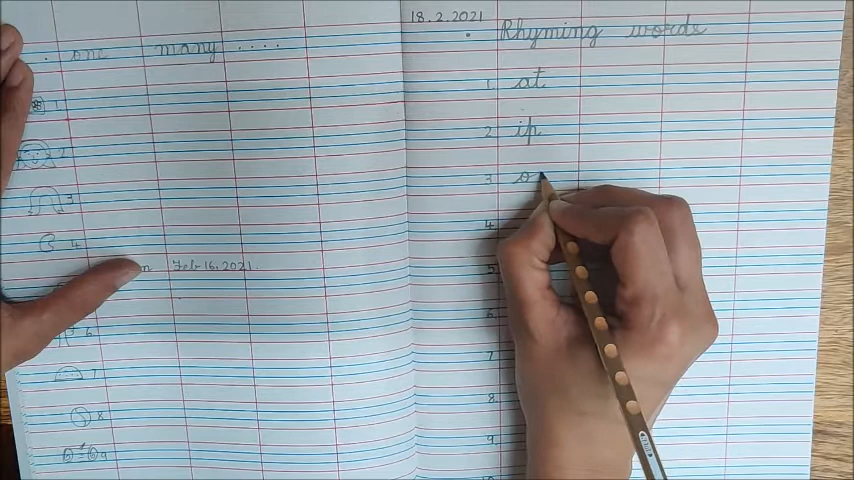 one many ....
1
2
3
4
Feb 16, 2021.
6
7
8
9
18.2.2021
Rhyming words
1. at
2 ip
3 o
4
5
6
7
8
9
10